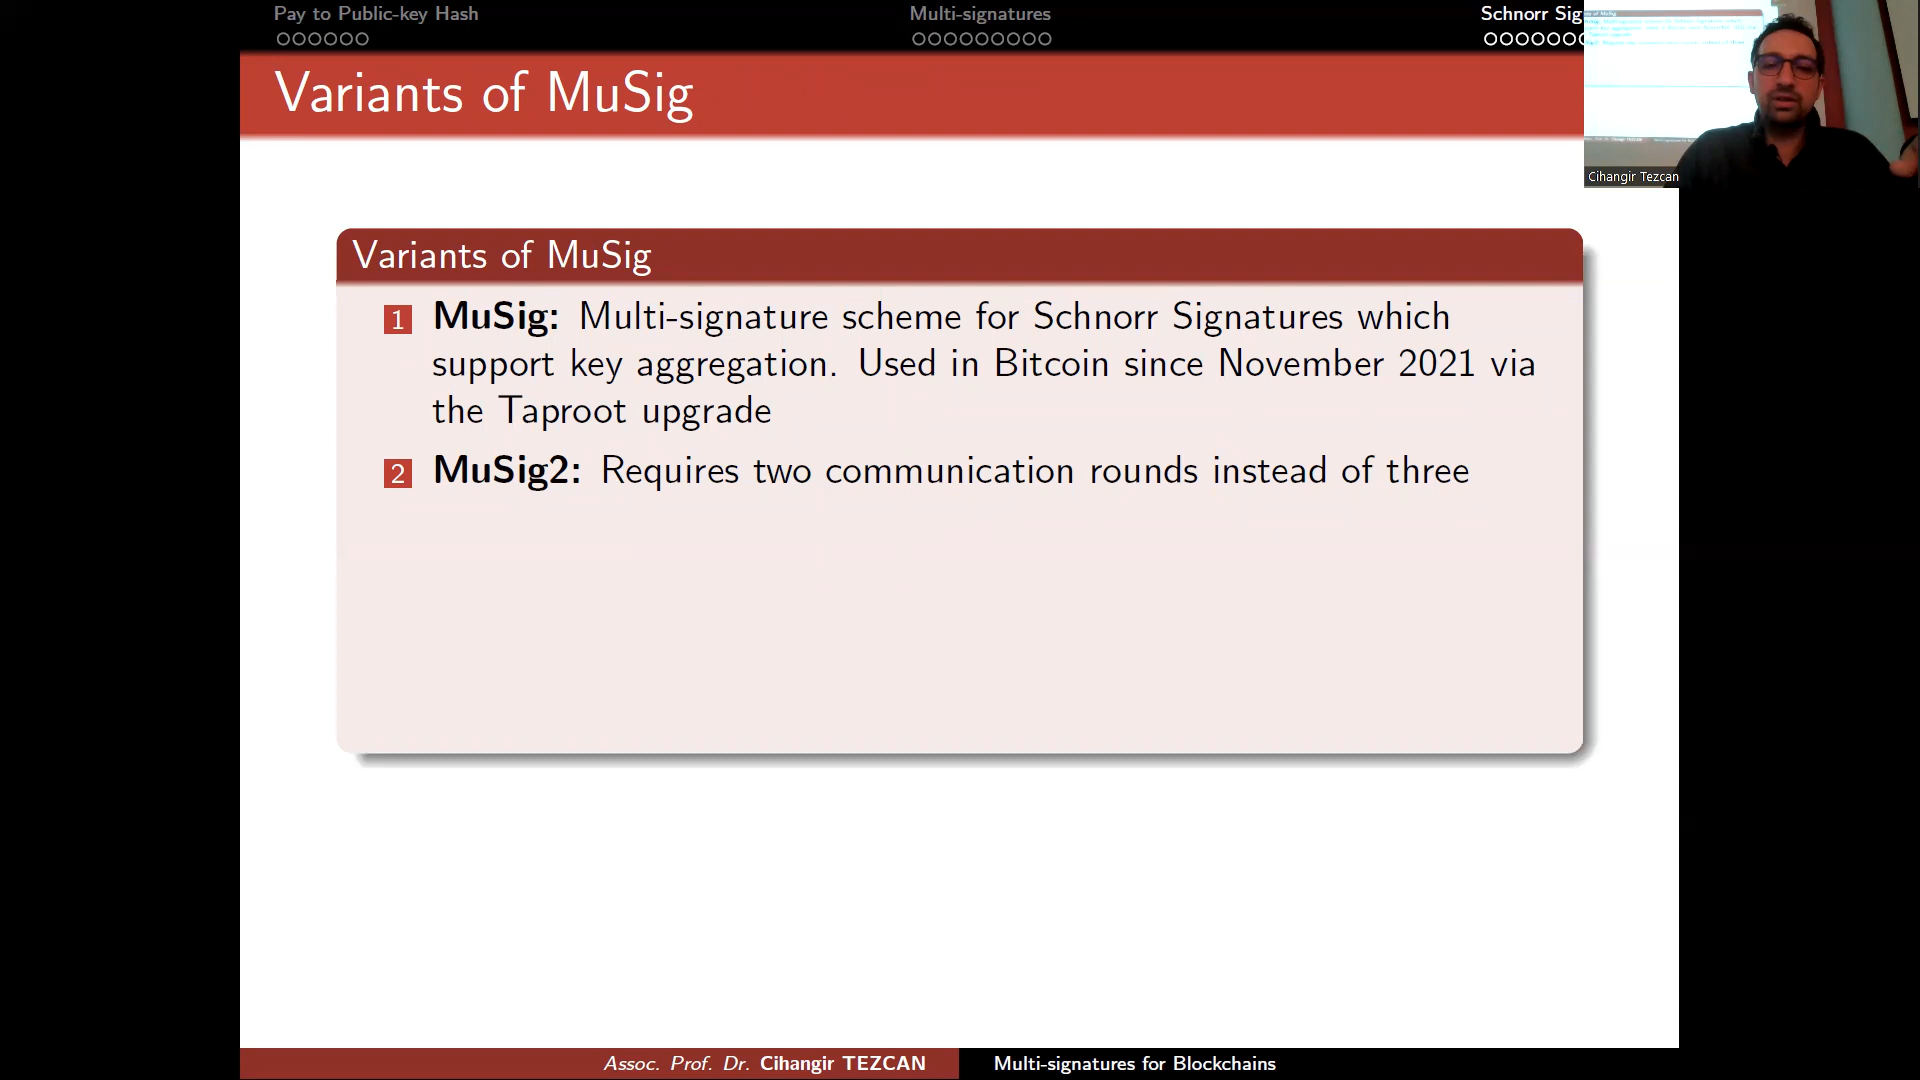 Pay to Public-key Hash
Multi-signatures
Schnorr Sig
Variants of MuSig
Cihangir Tezcan
Variants of MuSig
1 MuSig: Multi-signature scheme for Schnorr Signatures which
support key aggregation. Used in Bitcoin since November 2021 via
the Taproot upgrade
2 MuSig2: Requires two communication rounds instead of three
Assoc. Prof. Dr. Cihangir TEZCAN
Multi-signatures for Blockchains